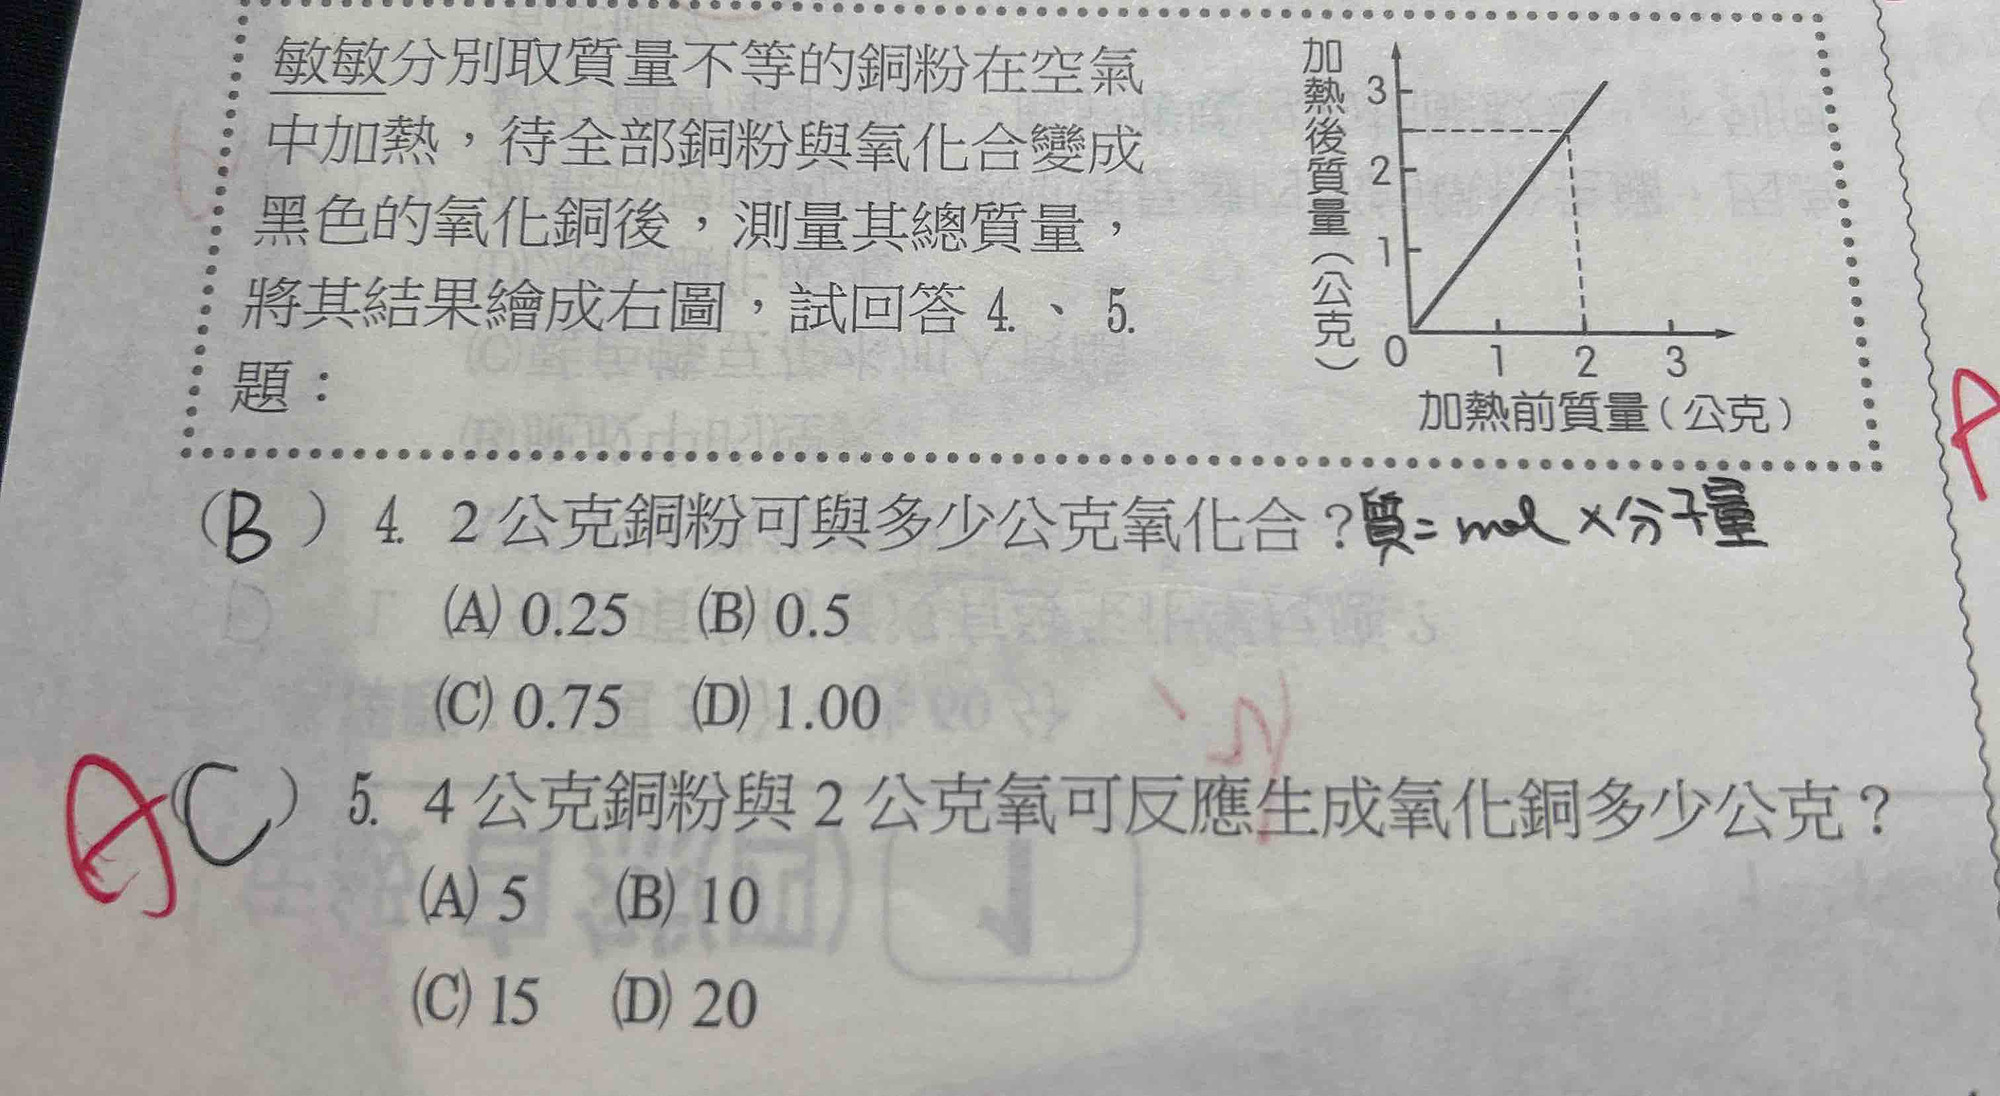 敏敏分別取質量不等的銅粉在空氣
中加熱，待全部銅粉與氧化合變成
黑色的氧化銅後，測量其總質量，
將其結果繪成右圖，試回答 4.、 5.
題：
加熱後質量(公克)
3
2
1
0
1 2 3
加熱前質量(公克)
(B) 4. 2 公克銅粉可與多少公克氧化合？質=mol×分子量
(A) 0.25 (B) 0.5
(C) 0.75 (D) 1.00
A (C) 5. 4 公克銅粉與 2 公克氧可反應生成氧化銅多少公克？
(A) 5 (B) 10
(C) 15 (D) 20